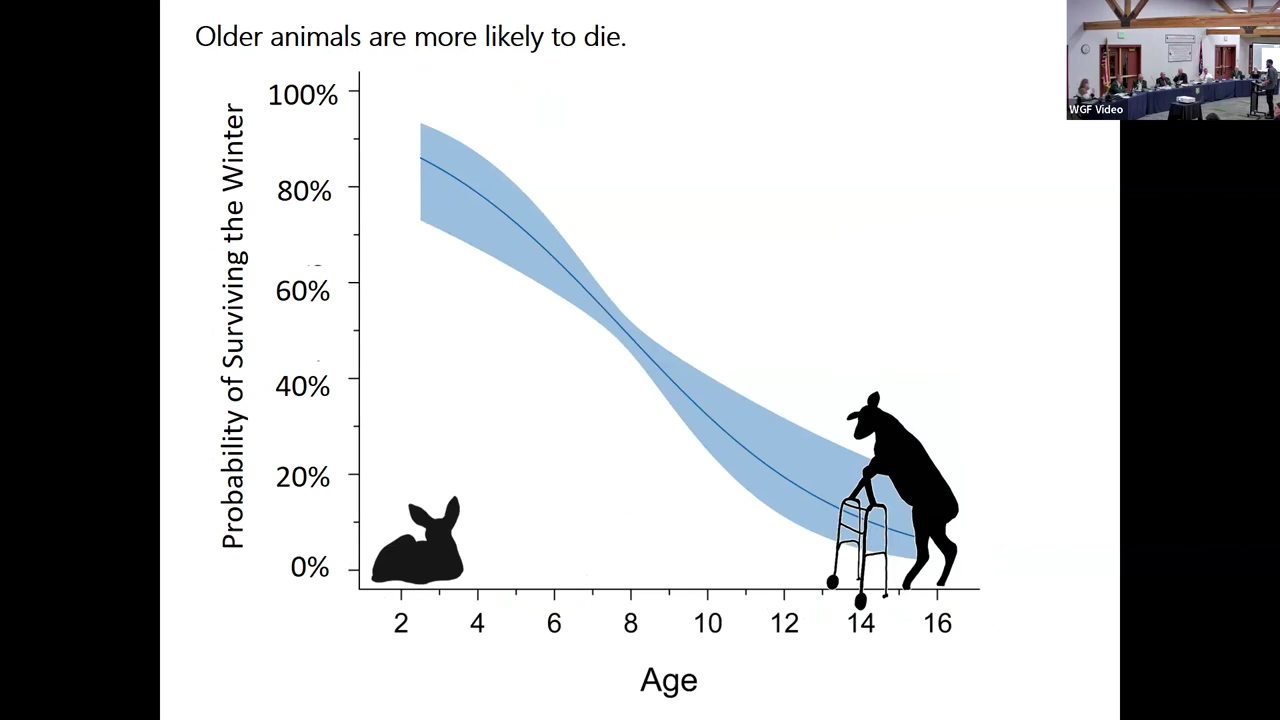 Older animals are more likely to die.
WGF Video
Probability of Surviving the Winter
100%
80%
60%
40%
20%
0%
2 4 6 8 10 12 14 16
Age